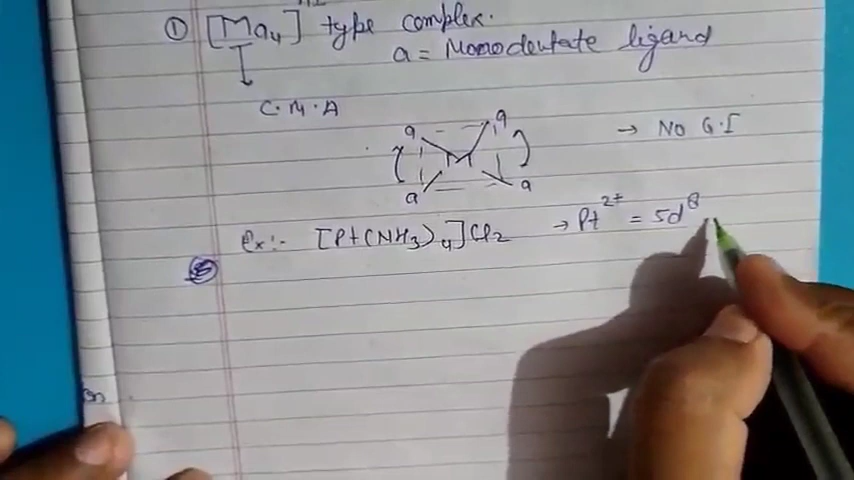 ① [Ma₄] type complex.
a = Monodentate ligand
C.M.A
a a
→ NO G.I
a a
Ex:- [Pt(NH₃)₄]Cl₂ → Pt²⁺ = 5d⁸